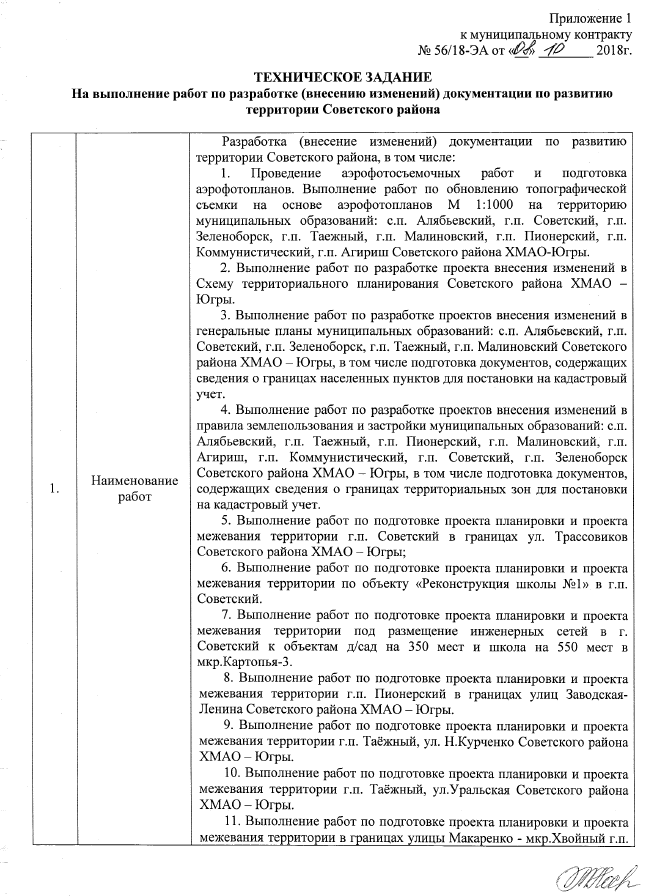 Приложение 1
к муниципальному контракту
№ 56/18-ЭА от «08» 10 2018г.
ТЕХНИЧЕСКОЕ ЗАДАНИЕ
На выполнение работ по разработке (внесению изменений) документации по развитию
территории Советского района
1.
Наименование
работ
Разработка (внесение изменений) документации по развитию
территории Советского района, в том числе:
1. Проведение аэрофотосъемочных работ и подготовка
аэрофотопланов. Выполнение работ по обновлению топографической
съемки на основе аэрофотопланов М 1:1000 на территорию
муниципальных образований: с.п. Алябьевский, г.п. Советский, г.п.
Зеленоборск, г.п. Таежный, г.п. Малиновский, г.п. Пионерский, г.п.
Коммунистический, г.п. Агириш Советского района ХМАО-Югры.
2. Выполнение работ по разработке проекта внесения изменений в
Схему территориального планирования Советского района ХМАО –
Югры.
3. Выполнение работ по разработке проектов внесения изменений в
генеральные планы муниципальных образований: с.п. Алябьевский, г.п.
Советский, г.п. Зеленоборск, г.п. Таежный, г.п. Малиновский Советского
района ХМАО – Югры, в том числе подготовка документов, содержащих
сведения о границах населенных пунктов для постановки на кадастровый
учет.
4. Выполнение работ по разработке проектов внесения изменений в
правила землепользования и застройки муниципальных образований: с.п.
Алябьевский, г.п. Таежный, г.п. Пионерский, г.п. Малиновский, г.п.
Агириш, г.п. Коммунистический, г.п. Советский, г.п. Зеленоборск
Советского района ХМАО – Югры, в том числе подготовка документов,
содержащих сведения о границах территориальных зон для постановки
на кадастровый учет.
5. Выполнение работ по подготовке проекта планировки и проекта
межевания территории г.п. Советский в границах ул. Трассовиков
Советского района ХМАО – Югры;
6. Выполнение работ по подготовке проекта планировки и проекта
межевания территории по объекту «Реконструкция школы №1» в г.п.
Советский.
7. Выполнение работ по подготовке проекта планировки и проекта
межевания территории под размещение инженерных сетей в г.
Советский к объектам д/сад на 350 мест и школа на 550 мест в
мкр.Картопья-3.
8. Выполнение работ по подготовке проекта планировки и проекта
межевания территории г.п. Пионерский в границах улиц Заводская-
Ленина Советского района ХМАО – Югры.
9. Выполнение работ по подготовке проекта планировки и проекта
межевания территории г.п. Таёжный, ул. Н.Курченко Советского района
ХМАО – Югры.
10. Выполнение работ по подготовке проекта планировки и проекта
межевания территории г.п. Таёжный, ул.Уральская Советского района
ХМАО – Югры.
11. Выполнение работ по подготовке проекта планировки и проекта
межевания территории в границах улицы Макаренко - мкр.Хвойный г.п.